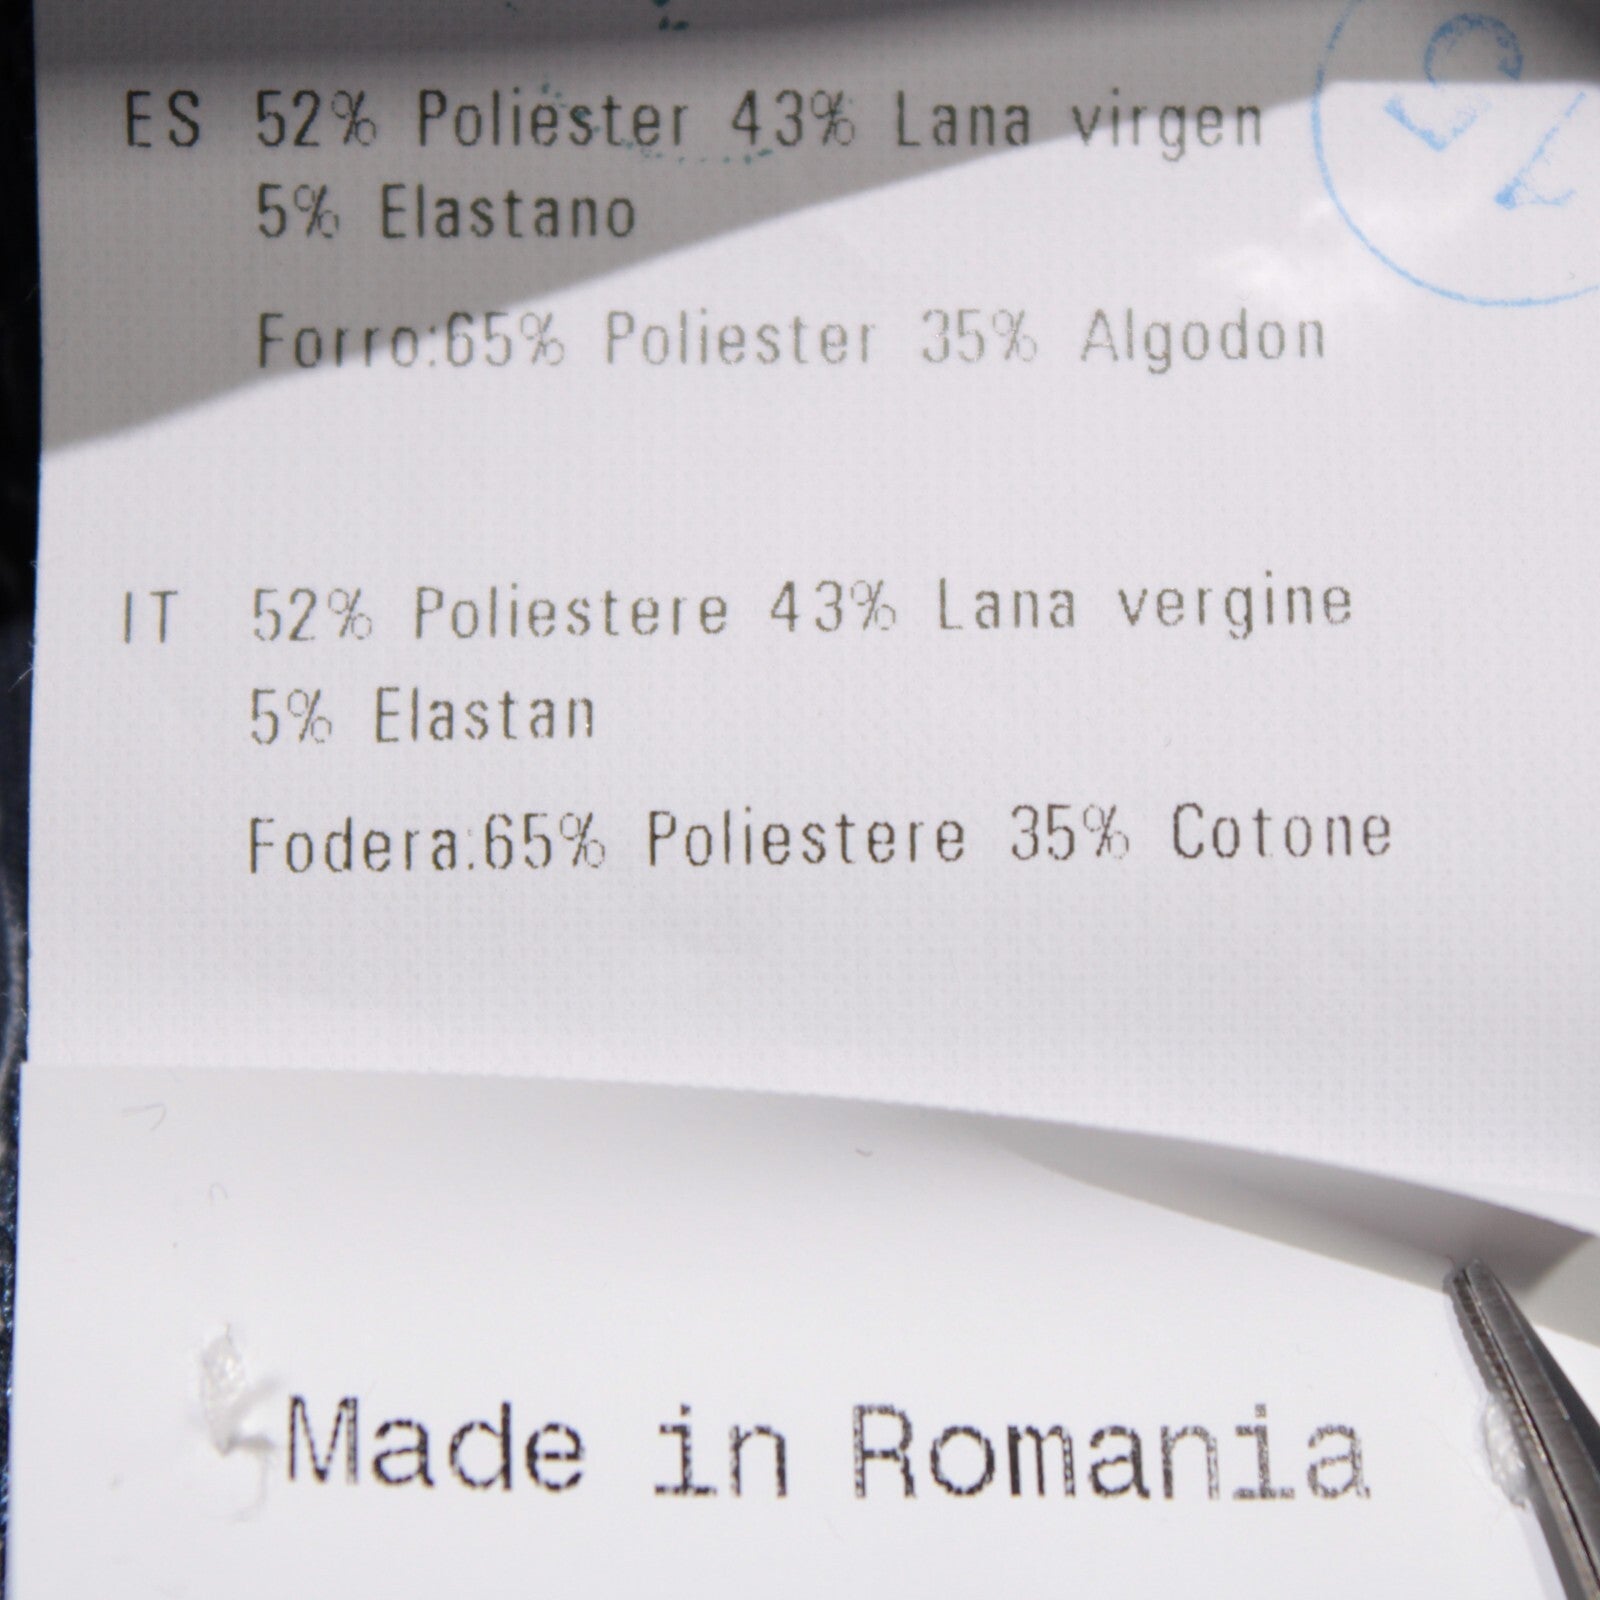 ES 52% Poliester 43% Lana virgen
5% Elastano
Forro:65% Poliester 35% Algodon
IT 52% Poliestere 43% Lana vergine
5% Elastan
Fodera:65% Poliestere 35% Cotone
Made in Romania